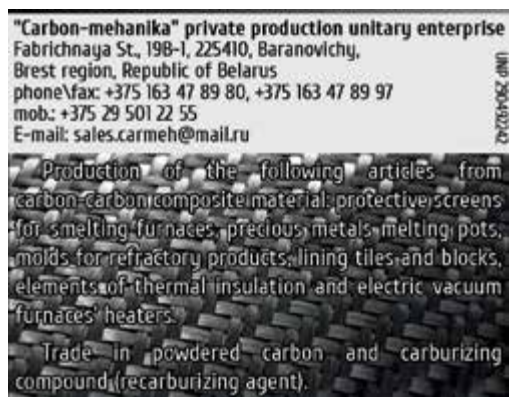 "Carbon-mehanika" private production unitary enterprise
Fabrichnaya St., 19B-1, 225410, Baranovichy,
Brest region, Republic of Belarus
phone\fax: +375 163 47 89 80, +375 163 47 89 97
mob.: +375 29 501 22 55
E-mail: sales.carmeh@mail.ru
UNP 290490242
Production of the following articles from
carbon-carbon composite material: protective screens
for smelting furnaces, precious metals melting pots,
molds for refractory products, lining tiles and blocks,
elements of thermal insulation and electric vacuum
furnaces' heaters.
Trade in powdered carbon and carburizing
compound (recarburizing agent).